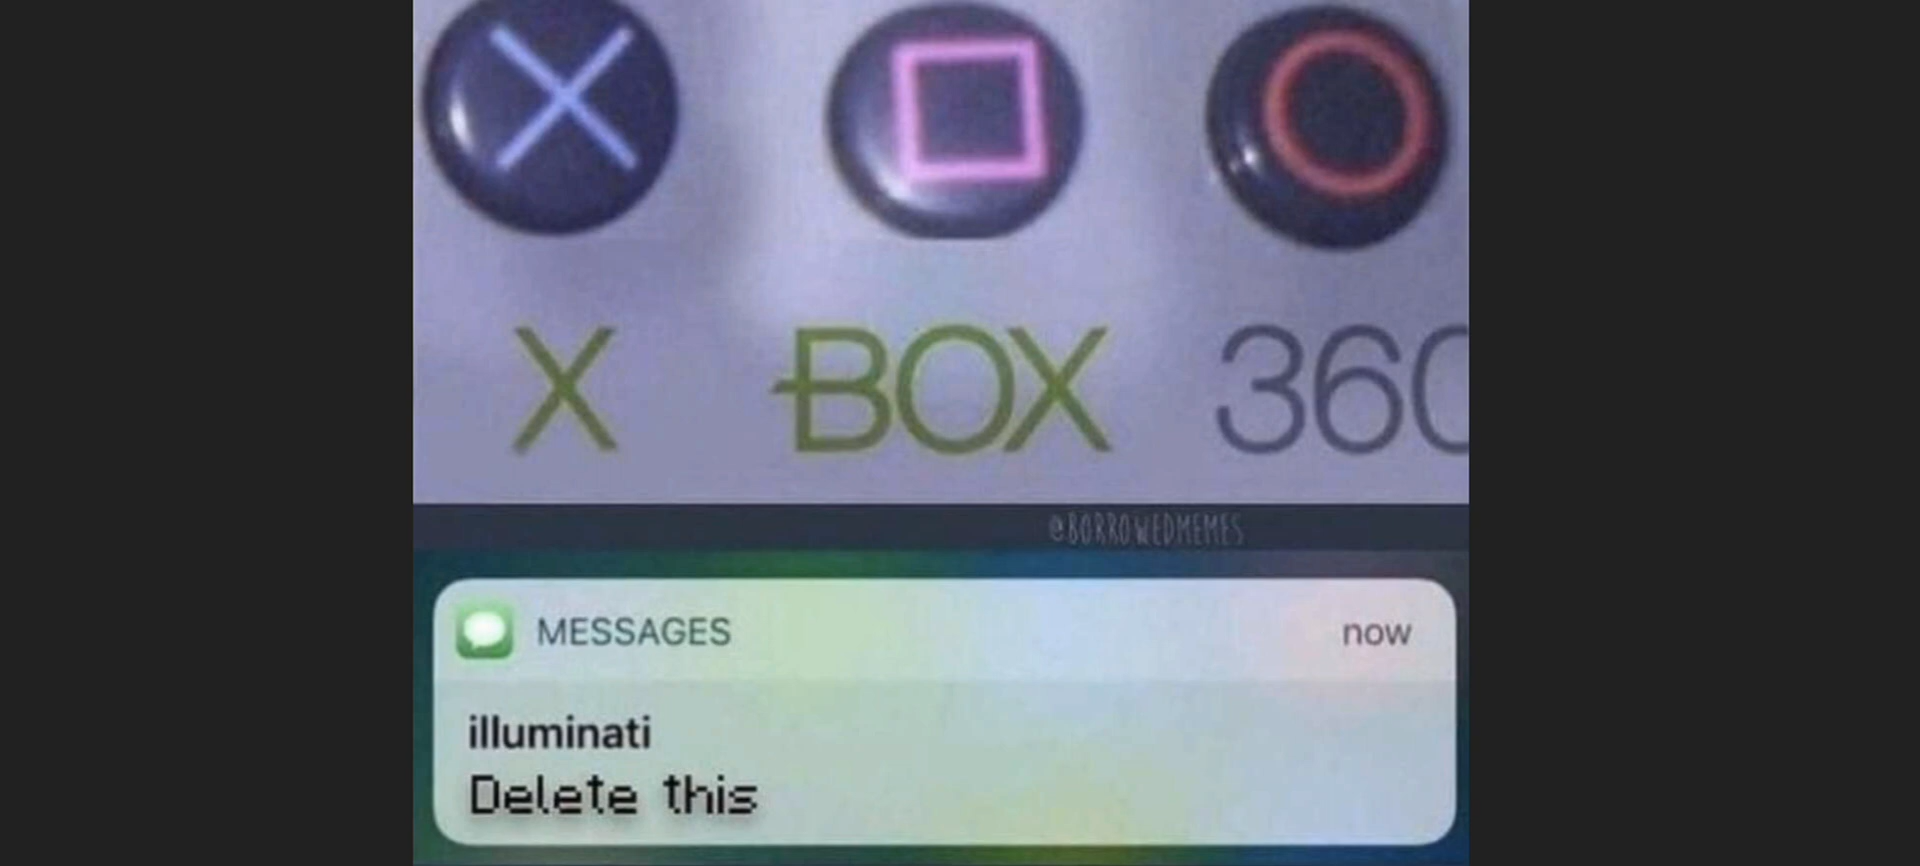 X BOX 360
@BORROWEDMEMES
MESSAGES now
illuminati
Delete this